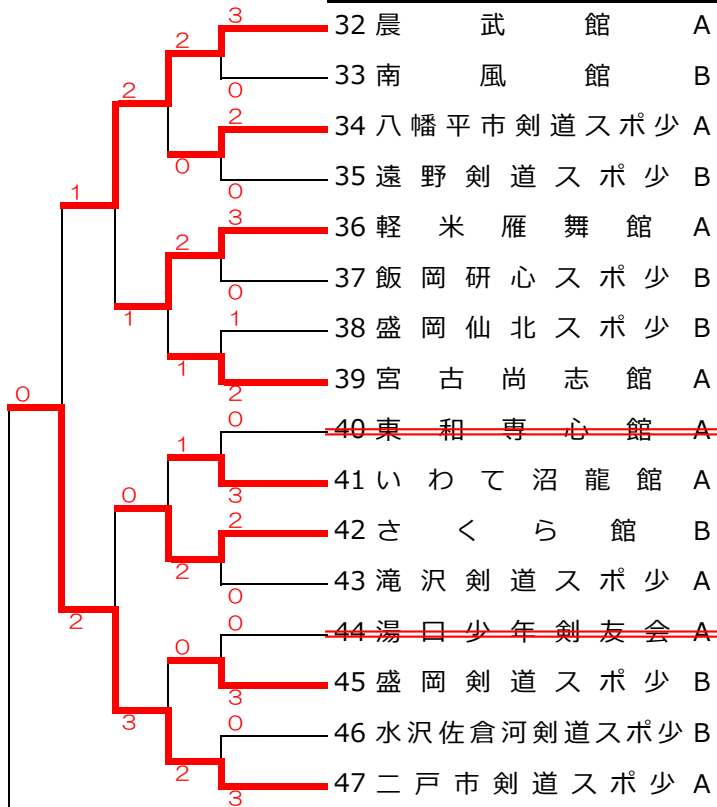 3
32 晨武館 A
2
33 南風館 B
2
0
2
34 八幡平市剣道スポ少 A
0
35 遠野剣道スポ少 B
1
0
3
36 軽米雁舞館 A
2
37 飯岡研心スポ少 B
0
1
1
38 盛岡仙北スポ少 B
1
39 宮古尚志館 A
0
2
0
40 東和専心館 A
1
41 いわて沼龍館 A
0
3
2
42 さくら館 B
2
43 滝沢剣道スポ少 A
0
2
0
44 湯口少年剣友会 A
0
45 盛岡剣道スポ少 B
3
3
0
46 水沢佐倉河剣道スポ少 B
2
47 二戸市剣道スポ少 A
3